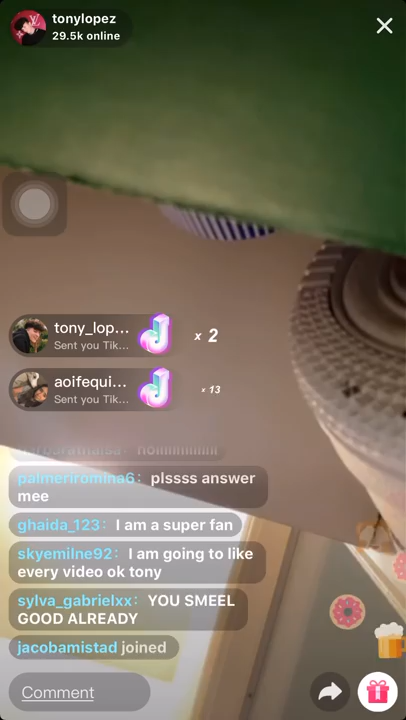 tonylopez
29.5k online
tony_lop...
Sent you Tik...
x 2
aoifequi...
Sent you Tik...
x 13
palmeriromina6: plssss answer
mee
ghaida_123: I am a super fan
skyemilne92: I am going to like
every video ok tony
sylva_gabrielxx: YOU SMEEL
GOOD ALREADY
jacobamistad joined
Comment